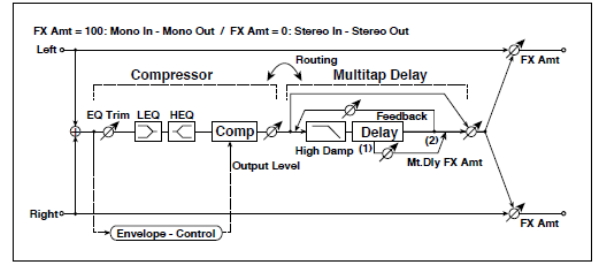 FX Amt = 100: Mono In - Mono Out / FX Amt = 0: Stereo In - Stereo Out
Left
FX Amt
Routing
Compressor
Multitap Delay
EQ Trim
LEQ
HEQ
Feedback
Comp
Delay
(1)
(2)
High Damp
Mt.Dly FX Amt
Output Level
Right
FX Amt
Envelope - Control